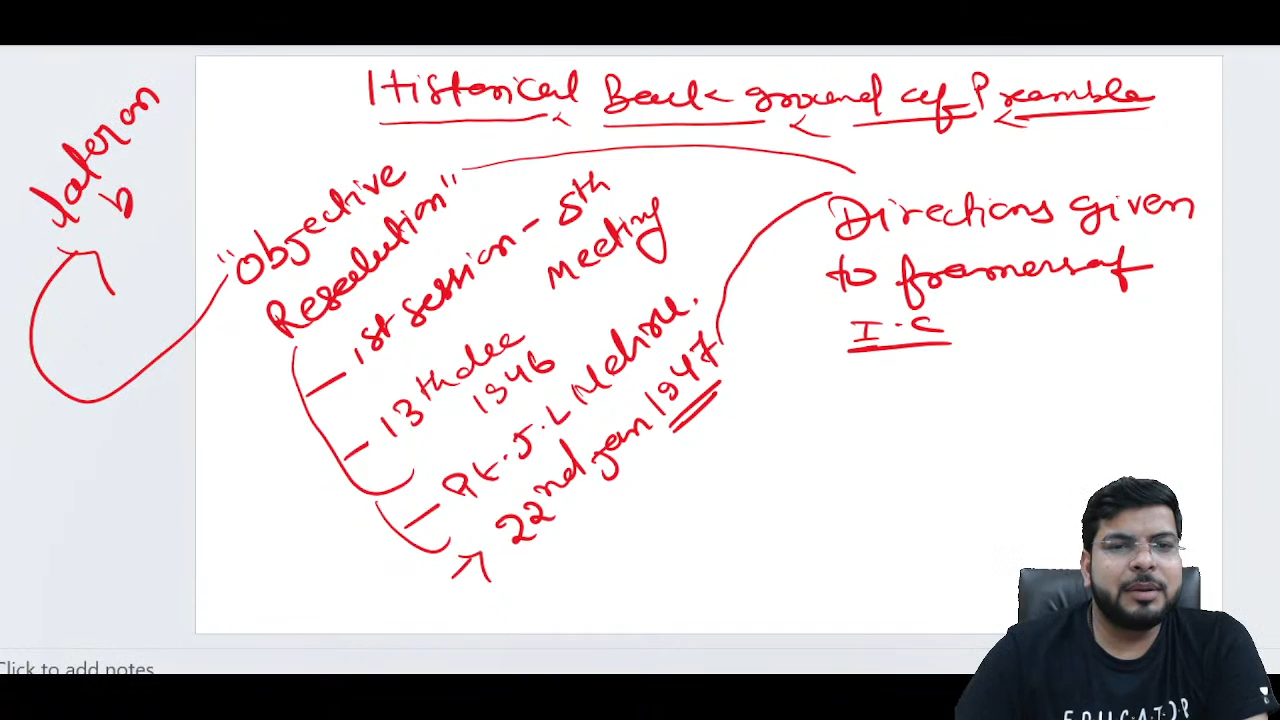 Historical Background of Preamble
later on
b
"Objective
Resolution"
1st session - 5th
meeting
13th dec
1946
Pt. J. L Nehru.
22nd jan 1947
Directions given
to framers of
I.C
Click to add notes
EDUCATOR